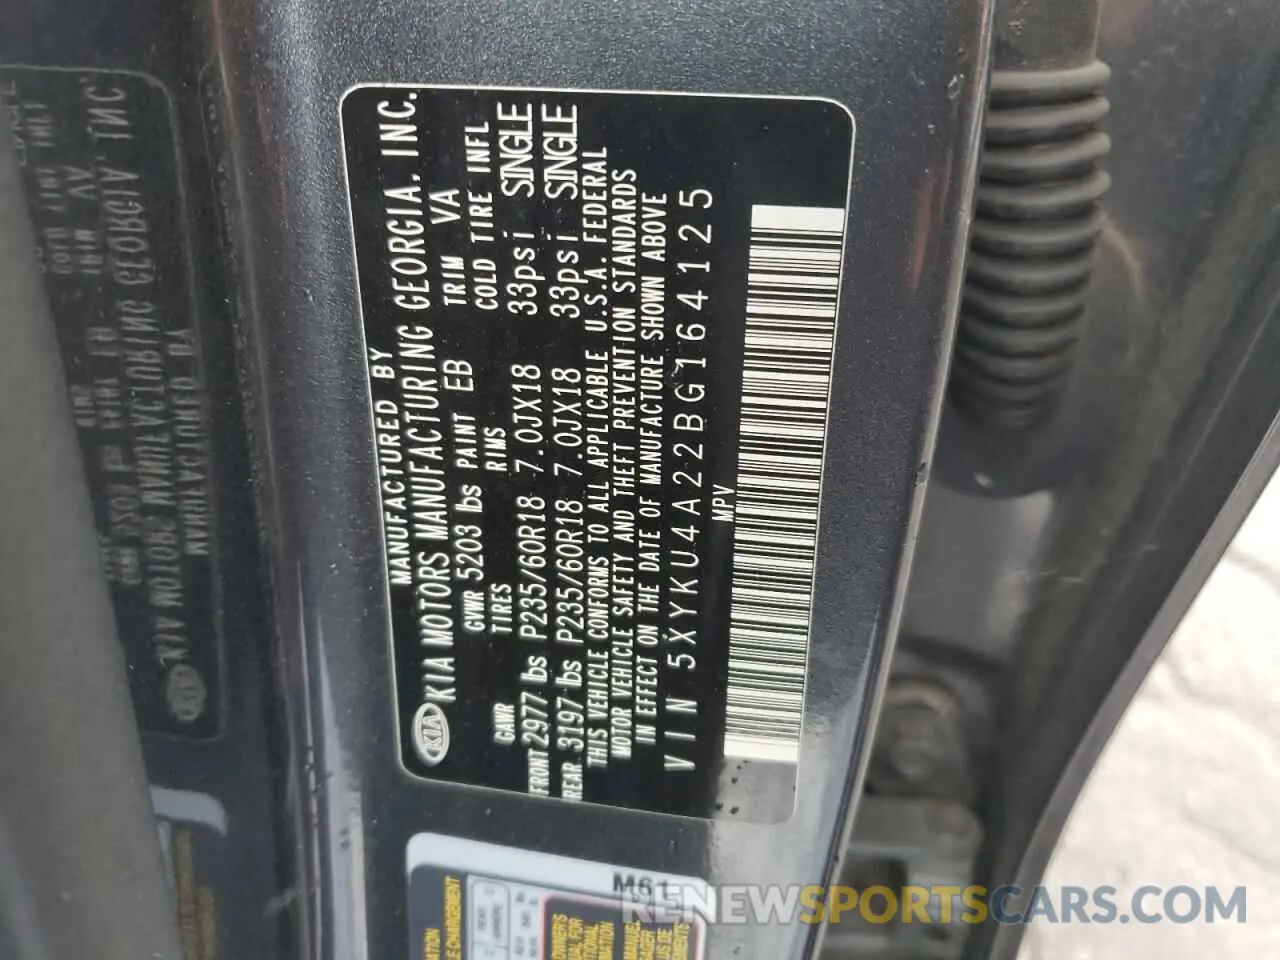 MANUFACTURED BY
KIA KIA MOTORS MANUFACTURING GEORGIA, INC.
GVWR 5203 lbs PAINT EB TRIM VA
GAWR TIRES RIMS COLD TIRE INFL
FRONT 2977 lbs P235/60R18 7.0JX18 33psi SINGLE
REAR 3197 lbs P235/60R18 7.0JX18 33psi SINGLE
THIS VEHICLE CONFORMS TO ALL APPLICABLE U.S.A. FEDERAL
MOTOR VEHICLE SAFETY AND THEFT PREVENTION STANDARDS
IN EFFECT ON THE DATE OF MANUFACTURE SHOWN ABOVE
VIN 5XYKU4A22BG164125
MPV
RENEWSPORTSCARS.COM